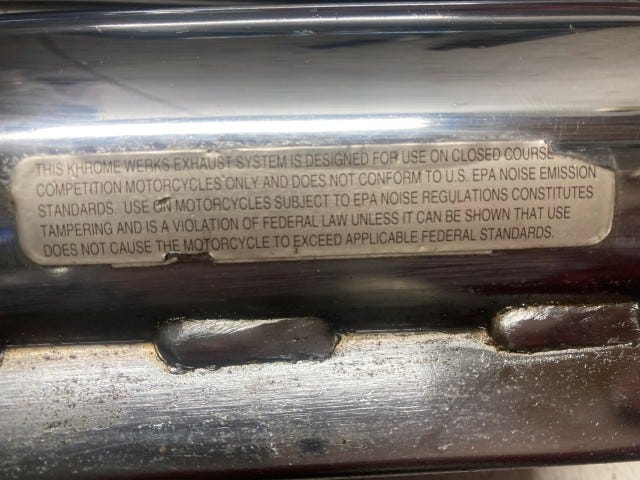 THIS KHROME WERKS EXHAUST SYSTEM IS DESIGNED FOR USE ON CLOSED COURSE
COMPETITION MOTORCYCLES ONLY AND DOES NOT CONFORM TO U.S. EPA NOISE EMISSION
STANDARDS. USE ON MOTORCYCLES SUBJECT TO EPA NOISE REGULATIONS CONSTITUTES
TAMPERING AND IS A VIOLATION OF FEDERAL LAW UNLESS IT CAN BE SHOWN THAT USE
DOES NOT CAUSE THE MOTORCYCLE TO EXCEED APPLICABLE FEDERAL STANDARDS.